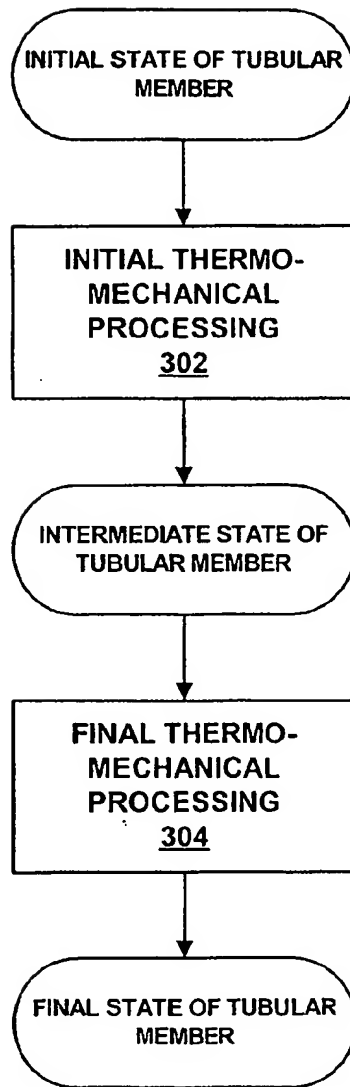 INITIAL STATE OF TUBULAR
MEMBER
INITIAL THERMO-
MECHANICAL
PROCESSING
302
INTERMEDIATE STATE OF
TUBULAR MEMBER
FINAL THERMO-
MECHANICAL
PROCESSING
304
FINAL STATE OF TUBULAR
MEMBER